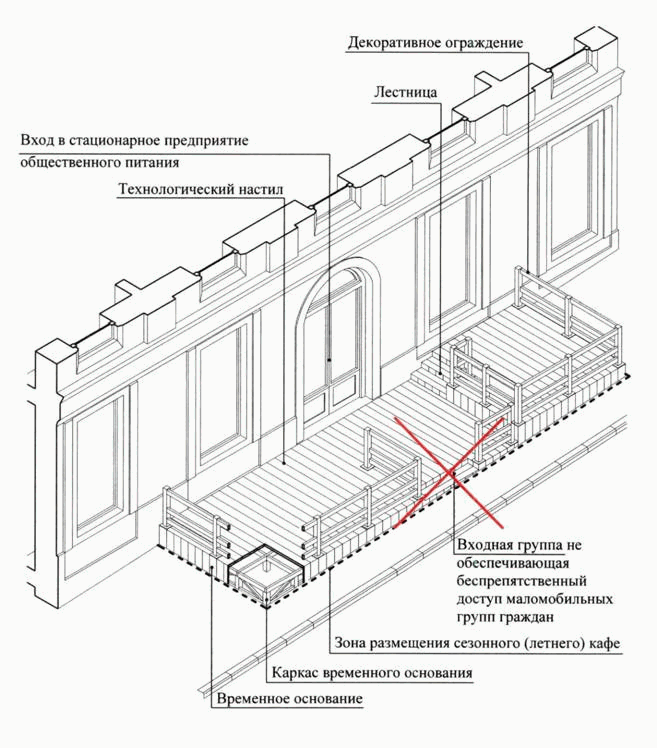 Декоративное ограждение
Лестница
Вход в стационарное предприятие
общественного питания
Технологический настил
Входная группа не
обеспечивающая
беспрепятственный
доступ маломобильных
групп граждан
Зона размещения сезонного (летнего) кафе
Каркас временного основания
Временное основание